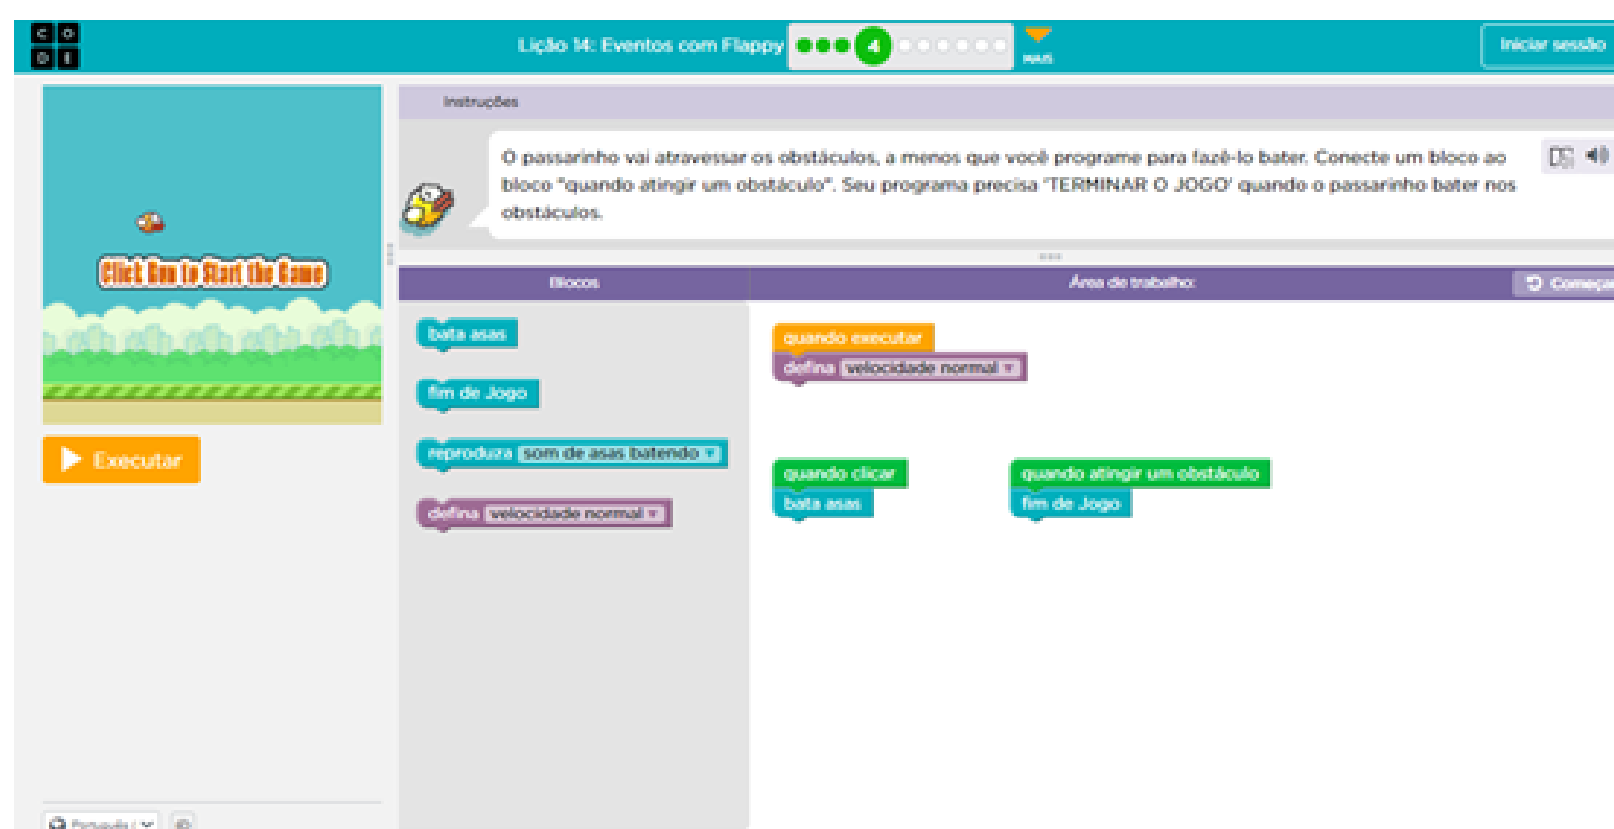 C O
D E
Lição 14: Eventos com Flappy
4
MAIS
Iniciar sessão
Instruções
O passarinho vai atravessar os obstáculos, a menos que você programe para fazê-lo bater. Conecte um bloco ao
bloco "quando atingir um obstáculo". Seu programa precisa 'TERMINAR O JOGO' quando o passarinho bater nos
obstáculos.
Click Run to Start the Game
Executar
Blocos
Área de trabalho:
Começar
bata asas
fim de Jogo
reproduza som de asas batendo
defina velocidade normal
quando executar
defina velocidade normal
quando clicar
bata asas
quando atingir um obstáculo
fim de Jogo
Português (